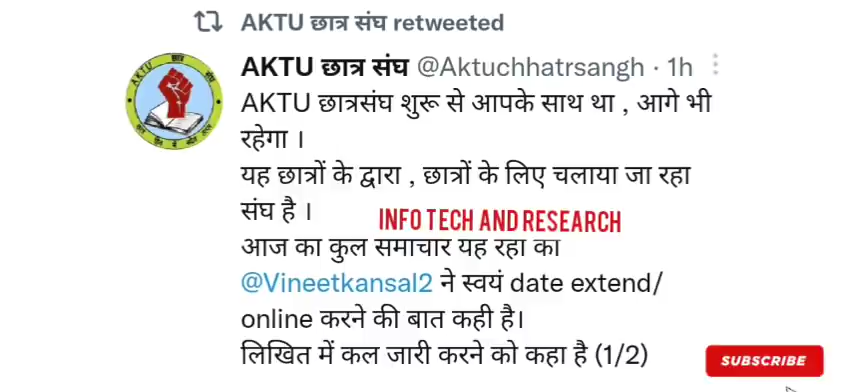 AKTU छात्र संघ retweeted
AKTU छात्र संघ @Aktuchhatrsangh · 1h
AKTU छात्रसंघ शुरू से आपके साथ था , आगे भी
रहेगा ।
यह छात्रों के द्वारा , छात्रों के लिए चलाया जा रहा
संघ है ।
INFO TECH AND RESEARCH
आज का कुल समाचार यह रहा का
@Vineetkansal2 ने स्वयं date extend/
online करने की बात कही है।
लिखित में कल जारी करने को कहा है (1/2)
SUBSCRIBE
AKTU छात्र संघ